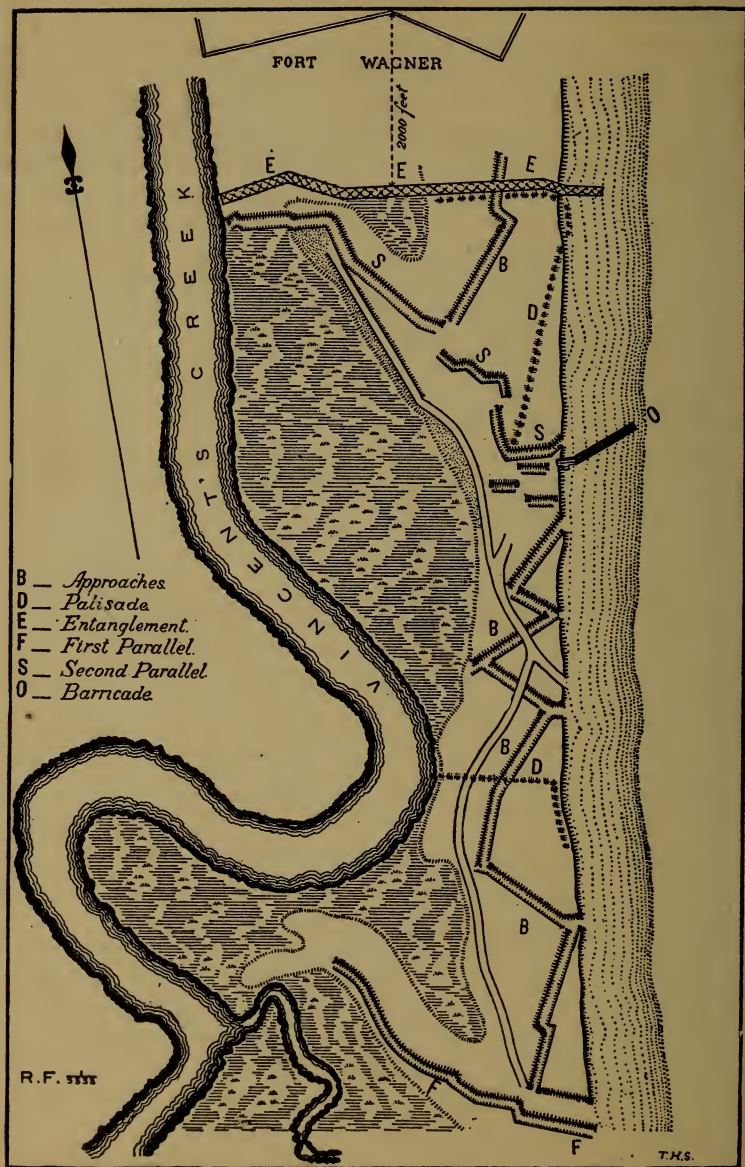 FORT WAGNER
2000 feet
E
E
E
VINCENT'S CREEK
S
B
D
S
S
O
B _ Approaches.
D _ Palisade
E _ Entanglement.
F _ First Parallel.
S _ Second Parallel.
O _ Barricade.
B
B
D
B
F
F
R.F.
T.H.S.